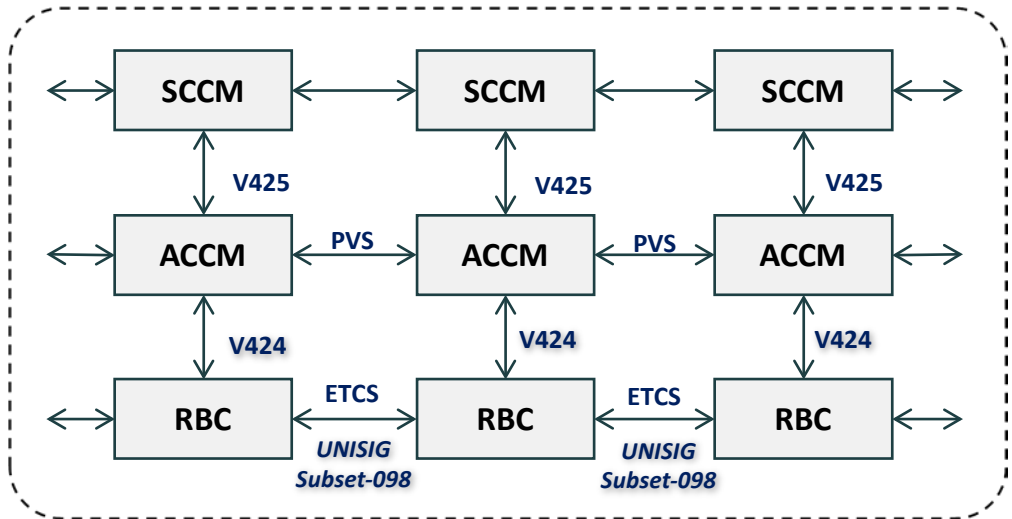 SCCM SCCM SCCM
V425 V425 V425
PVS PVS
ACCM ACCM ACCM
V424 V424 V424
ETCS ETCS
RBC RBC RBC
UNISIG UNISIG
Subset-098 Subset-098